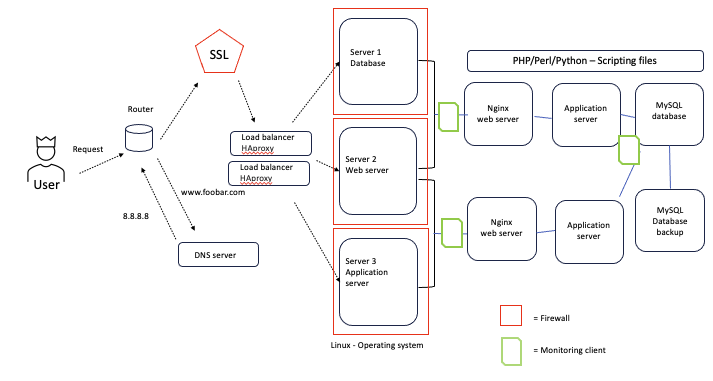 SSL
Router
Request
User
www.foobar.com
8.8.8.8
DNS server
Load balancer
HAproxy
Load balancer
HAproxy
Server 1
Database
Server 2
Web server
Server 3
Application
server
Linux - Operating system
PHP/Perl/Python – Scripting files
Nginx
web server
Application
server
MySQL
database
Nginx
web server
Application
server
MySQL
Database
backup
= Firewall
= Monitoring client